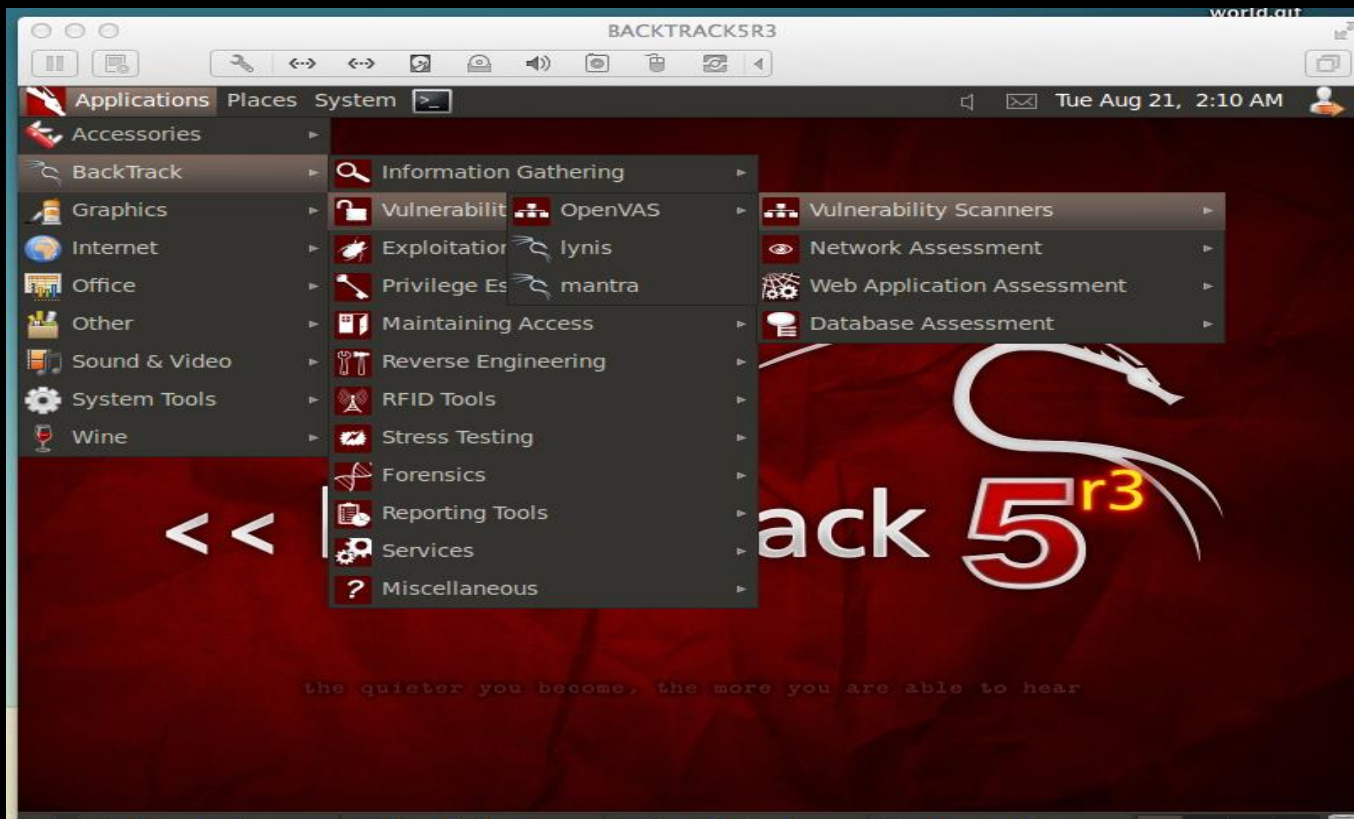 world.gif
BACKTRACK5R3
Applications Places System Tue Aug 21, 2:10 AM
Accessories
BackTrack
Graphics
Internet
Office
Other
Sound & Video
System Tools
Wine
Information Gathering
Vulnerabilit
Exploitation
Privilege Es
Maintaining Access
Reverse Engineering
RFID Tools
Stress Testing
Forensics
Reporting Tools
Services
Miscellaneous
OpenVAS
lynis
mantra
Vulnerability Scanners
Network Assessment
Web Application Assessment
Database Assessment
<< ack 5 r3
the quieter you become, the more you are able to hear